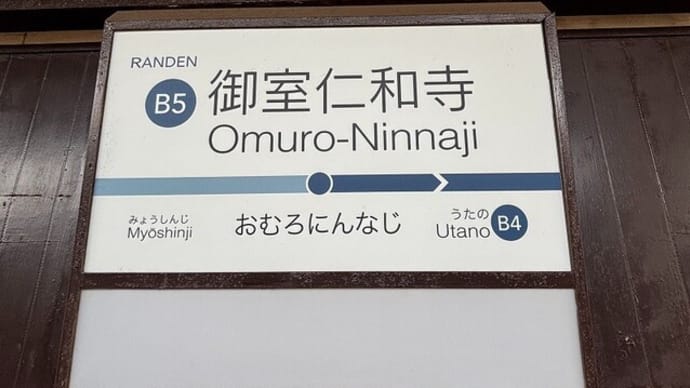 RANDEN
B5 御室仁和寺
Omuro-Ninnaji
みょうしんじ
Myōshinji
おむろにんなじ
うたの
Utano B4